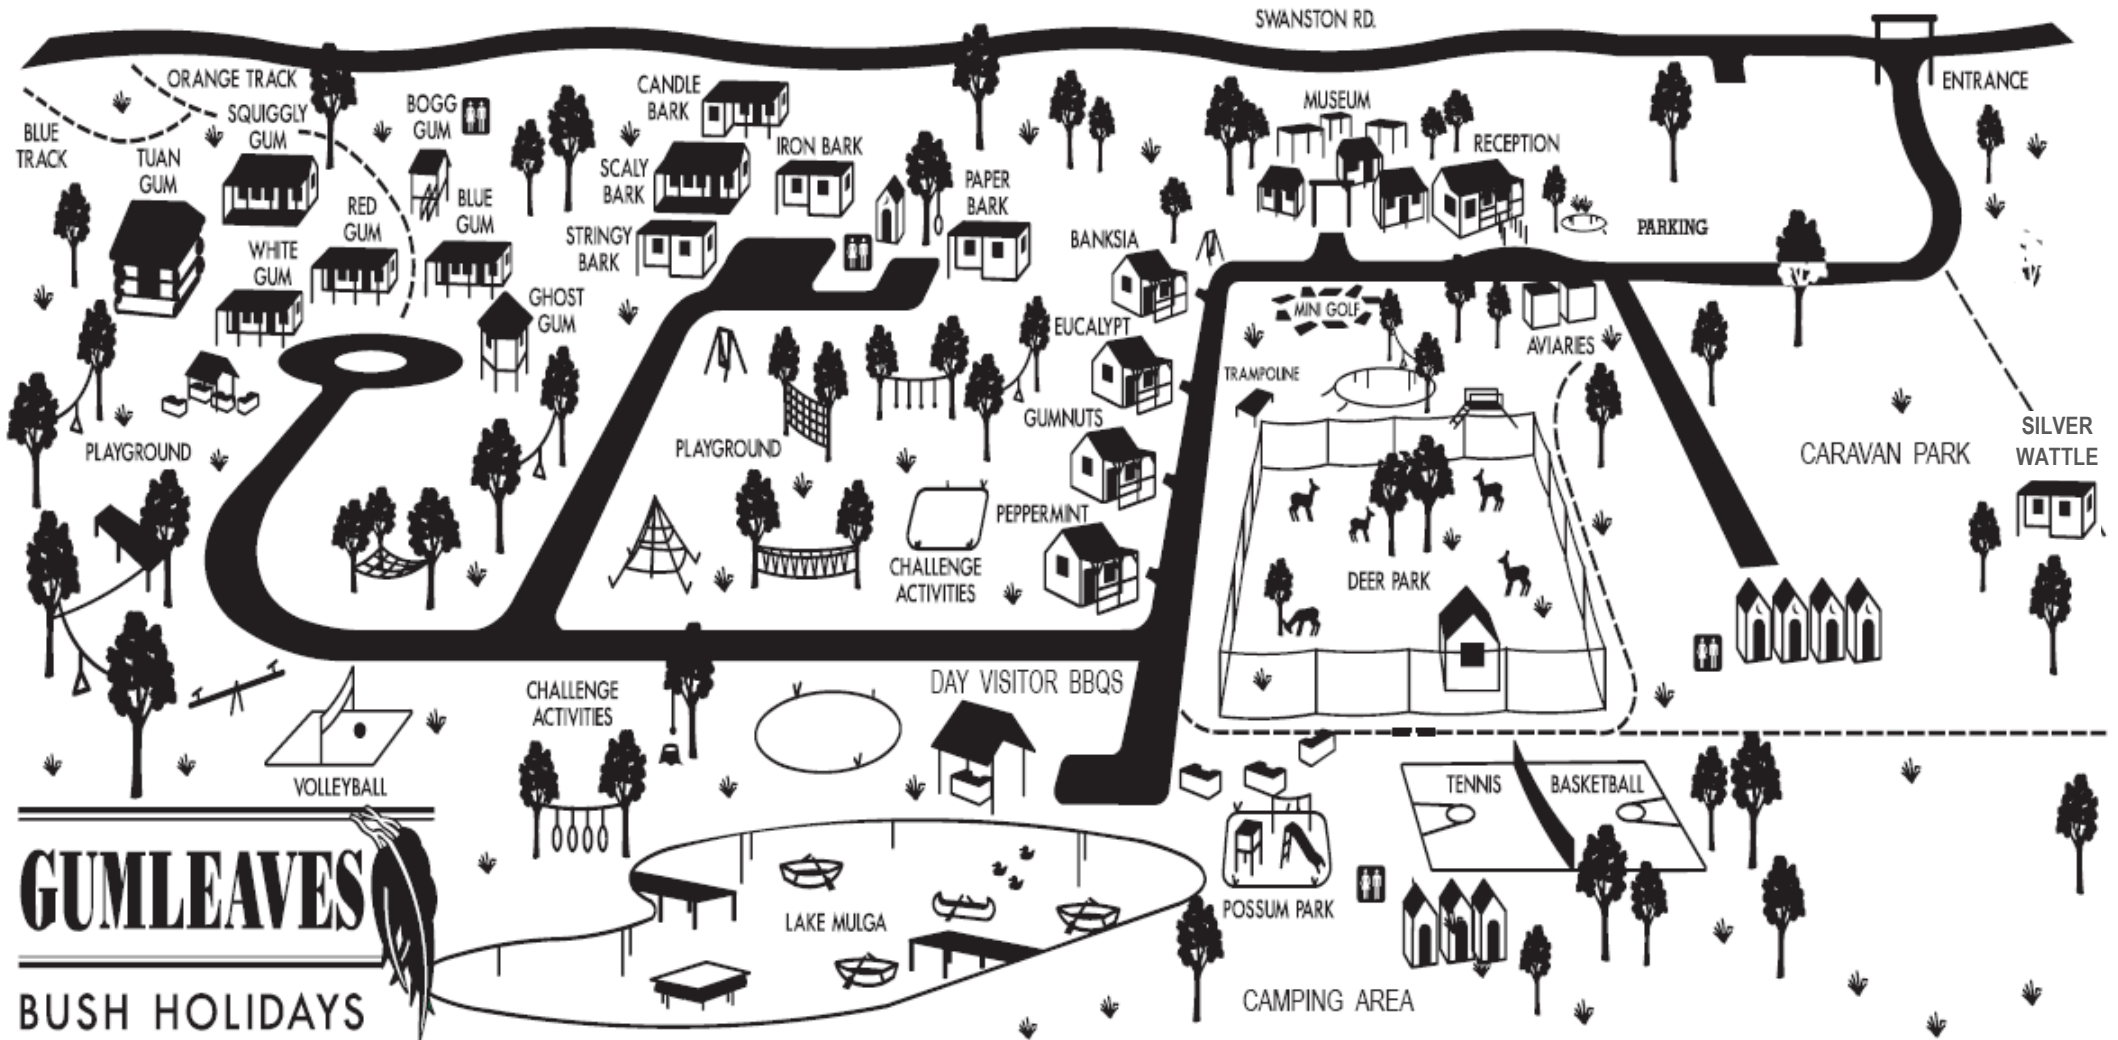 SWANSTON RD.
ENTRANCE
ORANGE TRACK
BLUE
TRACK
SQUIGGLY
GUM
TUAN
GUM
BOGG
GUM
CANDLE
BARK
IRON BARK
SCALY
BARK
STRINGY
BARK
PAPER
BARK
MUSEUM
RECEPTION
PARKING
RED
GUM
BLUE
GUM
WHITE
GUM
GHOST
GUM
BANKSIA
EUCALYPT
GUMNUTS
PEPPERMINT
MINI GOLF
TRAMPOLINE
AVIARIES
CARAVAN PARK
SILVER
WATTLE
PLAYGROUND
PLAYGROUND
CHALLENGE
ACTIVITIES
DEER PARK
DAY VISITOR BBQS
CHALLENGE
ACTIVITIES
VOLLEYBALL
TENNIS
BASKETBALL
LAKE MULGA
POSSUM PARK
CAMPING AREA
GUMLEAVES
BUSH HOLIDAYS